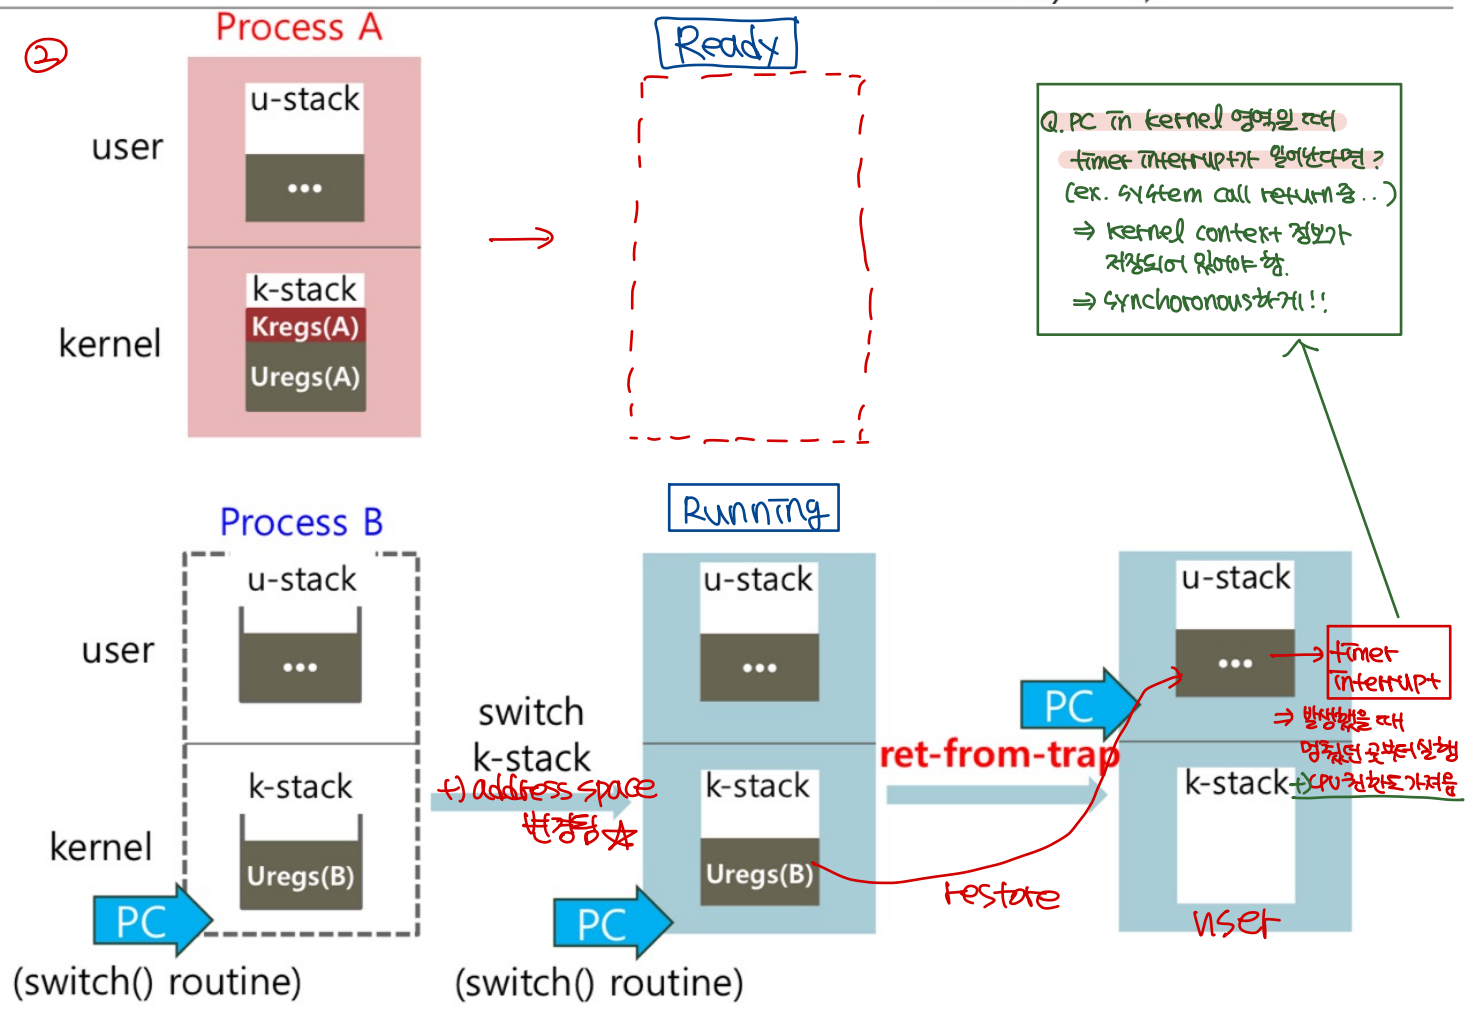 ②
Process A
user
u-stack
...
kernel
k-stack
Kregs(A)
Uregs(A)
Ready
Q. PC in kernel 영역일 때
timer interrupt가 일어난다면?
(ex. system call return 중..)
⇒ kernel context 정보가
저장되어 있어야 함.
⇒ synchoronous하게!!
Process B
user
u-stack
...
kernel
k-stack
Uregs(B)
PC
(switch() routine)
switch
k-stack
+) address space
변경됨☆
Running
u-stack
...
k-stack
Uregs(B)
PC
(switch() routine)
ret-from-trap
restore
u-stack
...
PC
k-stack
user
timer
interrupt
⇒ 발생했을 때
멈췄던 곳부터 실행
+) CPU 권한도 가져옴